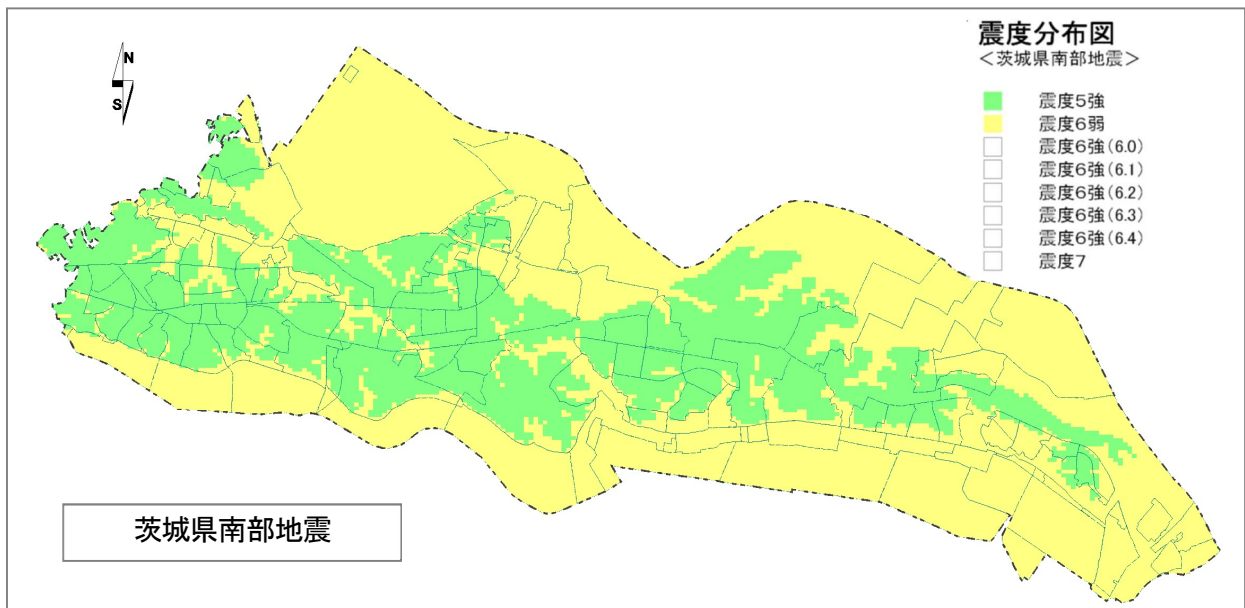 震度分布図
＜茨城県南部地震＞
N
S
震度5強
震度6弱
震度6強(6.0)
震度6強(6.1)
震度6強(6.2)
震度6強(6.3)
震度6強(6.4)
震度7
茨城県南部地震